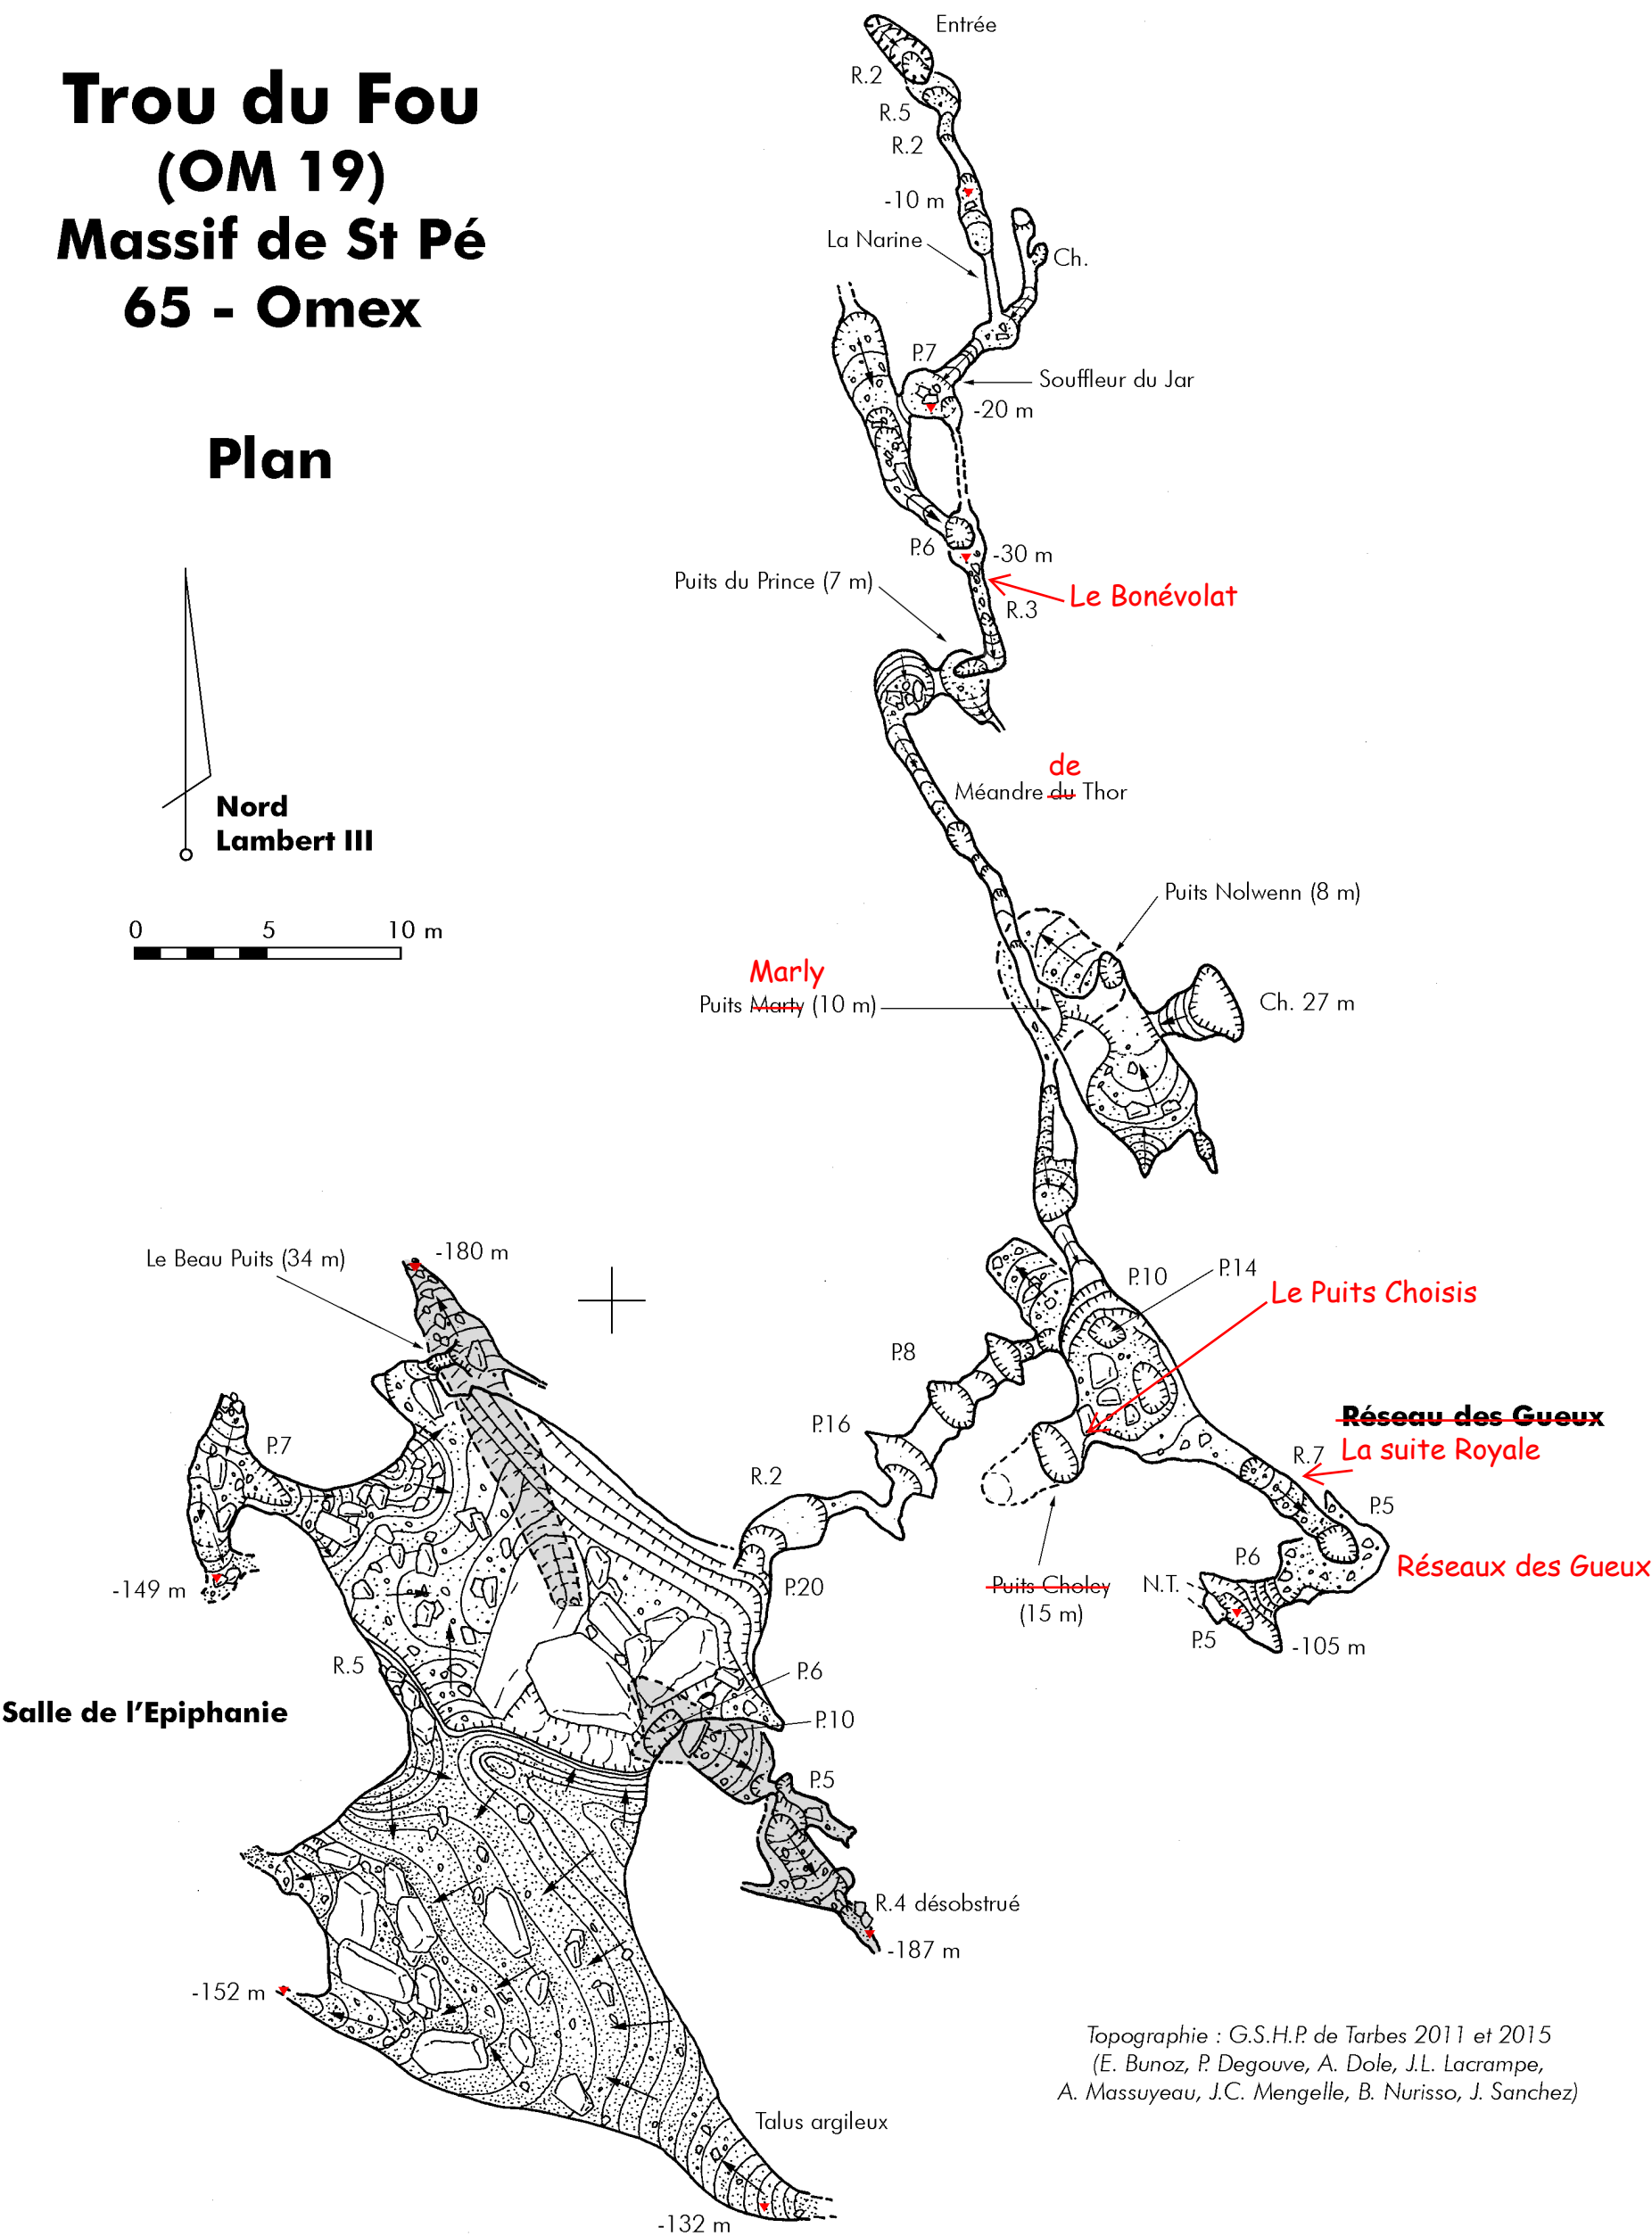 Trou du Fou
(OM 19)
Massif de St Pé
65 - Omex
Plan
Nord
Lambert III
0 5 10 m
Entrée
R.2
R.5
R.2
-10 m
La Narine
Ch.
P.7
Souffleur du Jar
-20 m
P.6
-30 m
Puits du Prince (7 m)
Le Bonévolat
R.3
de
Méandre du Thor
Puits Nolwenn (8 m)
Marly
Puits Marty (10 m)
Ch. 27 m
Le Beau Puits (34 m)
-180 m
P.10
P.14
Le Puits Choisis
P.8
P.16
P.7
R.2
Réseau des Gueux
La suite Royale
R.7
P.5
Réseaux des Gueux
P.6
N.T.
P.5
-105 m
Puits Choley
(15 m)
-149 m
P.20
R.5
P.6
Salle de l'Epiphanie
P.10
P.5
R.4 désobstrué
-187 m
-152 m
Talus argileux
-132 m
Topographie : G.S.H.P. de Tarbes 2011 et 2015
(E. Bunoz, P. Degouve, A. Dole, J.L. Lacrampe,
A. Massuyeau, J.C. Mengelle, B. Nurisso, J. Sanchez)